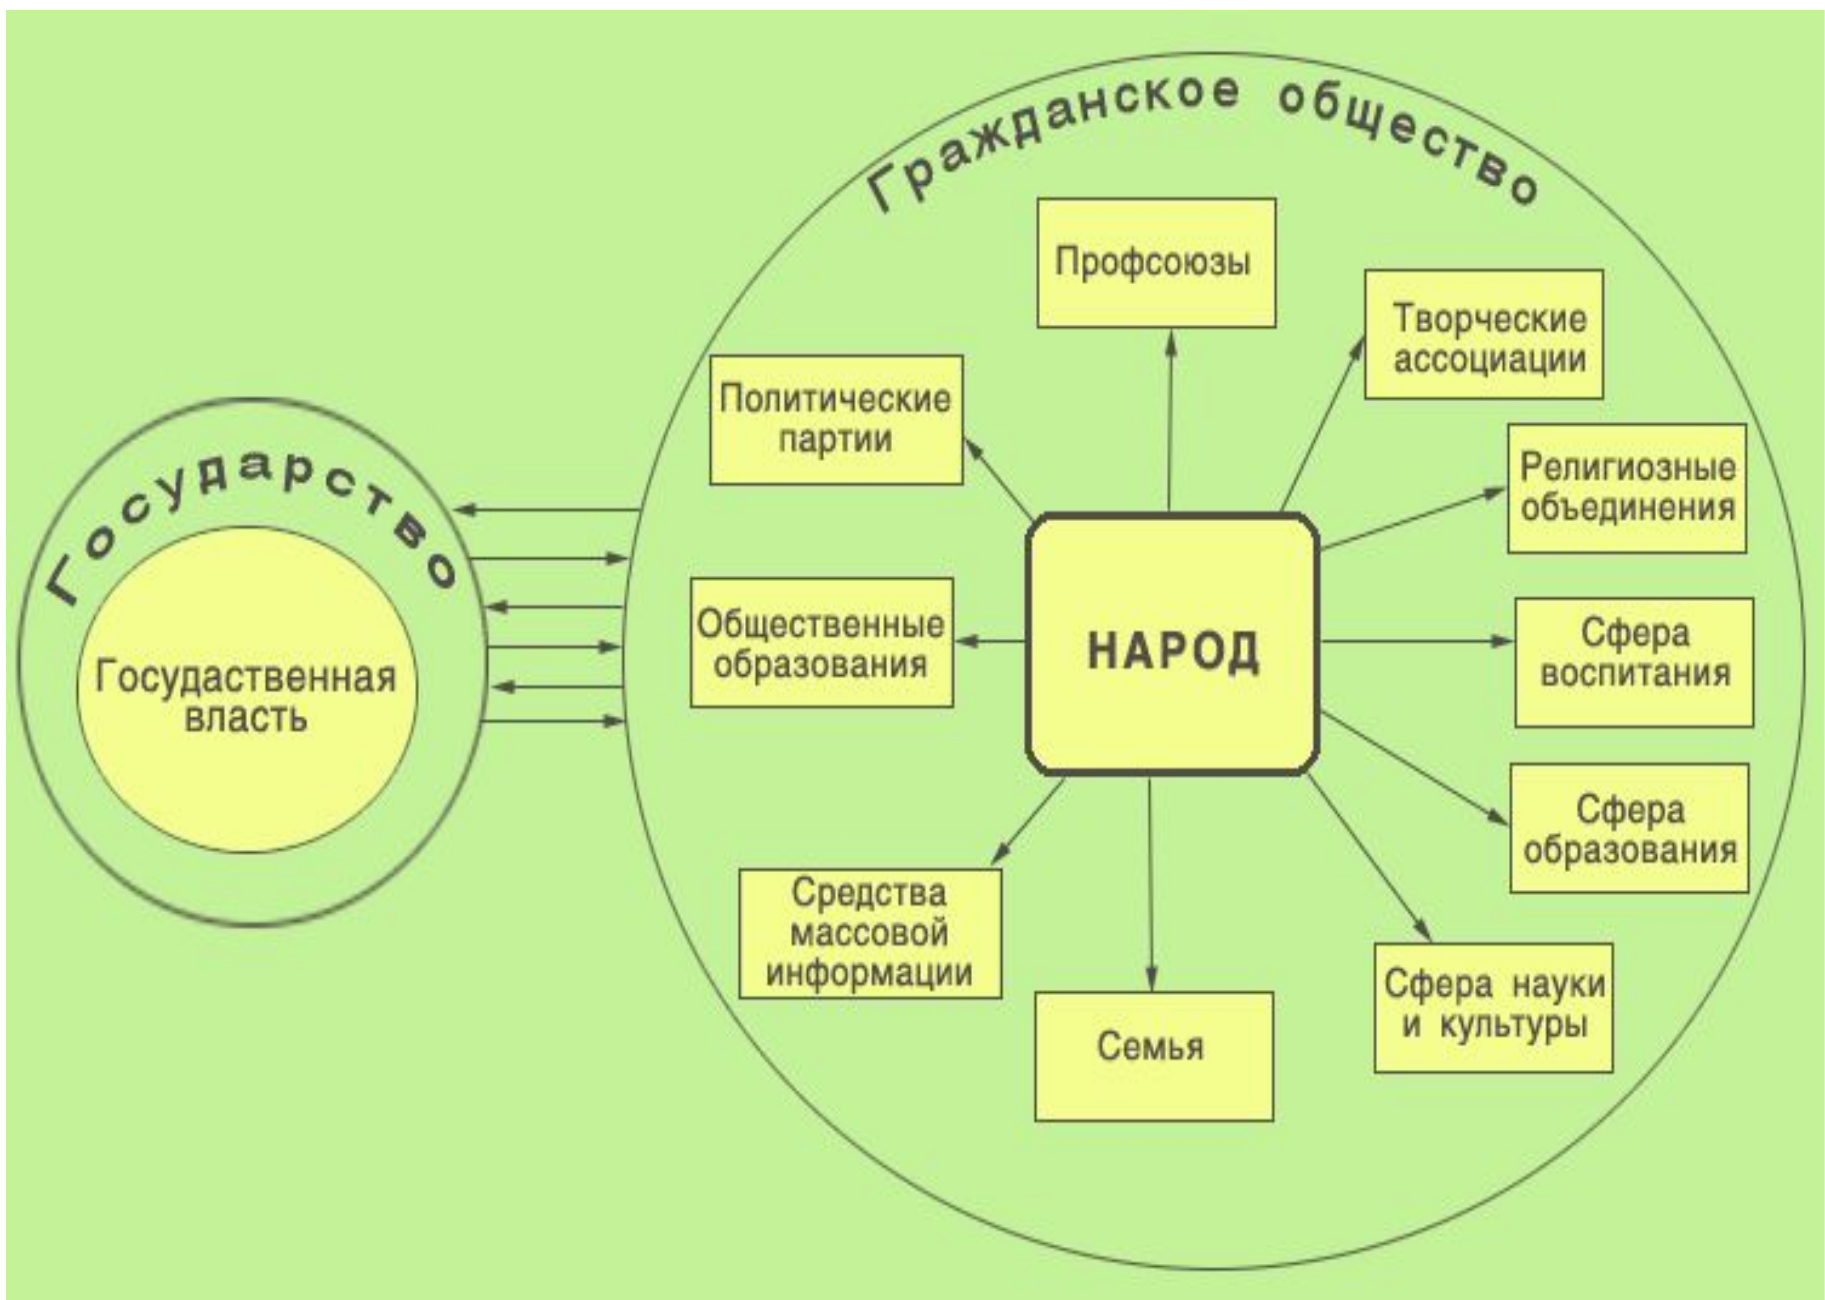 Гражданское общество
Профсоюзы
Творческие
ассоциации
Политические
партии
Религиозные
объединения
Государство
Госудаственная
власть
Общественные
образования
НАРОД
Сфера
воспитания
Сфера
образования
Средства
массовой
информации
Семья
Сфера науки
и культуры